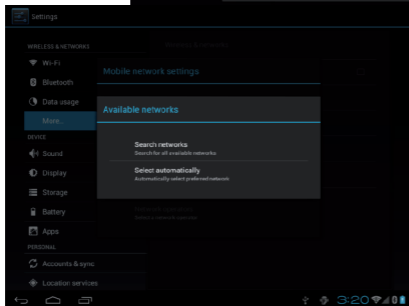 Settings
WIRELESS & NETWORKS
Wi-Fi
Bluetooth
Data usage
More...
DEVICE
Sound
Display
Storage
Battery
Apps
PERSONAL
Accounts & sync
Location services
Mobile network settings
Available networks
Search networks
Search for all available networks
Select automatically
Automatically select preferred network
3:20